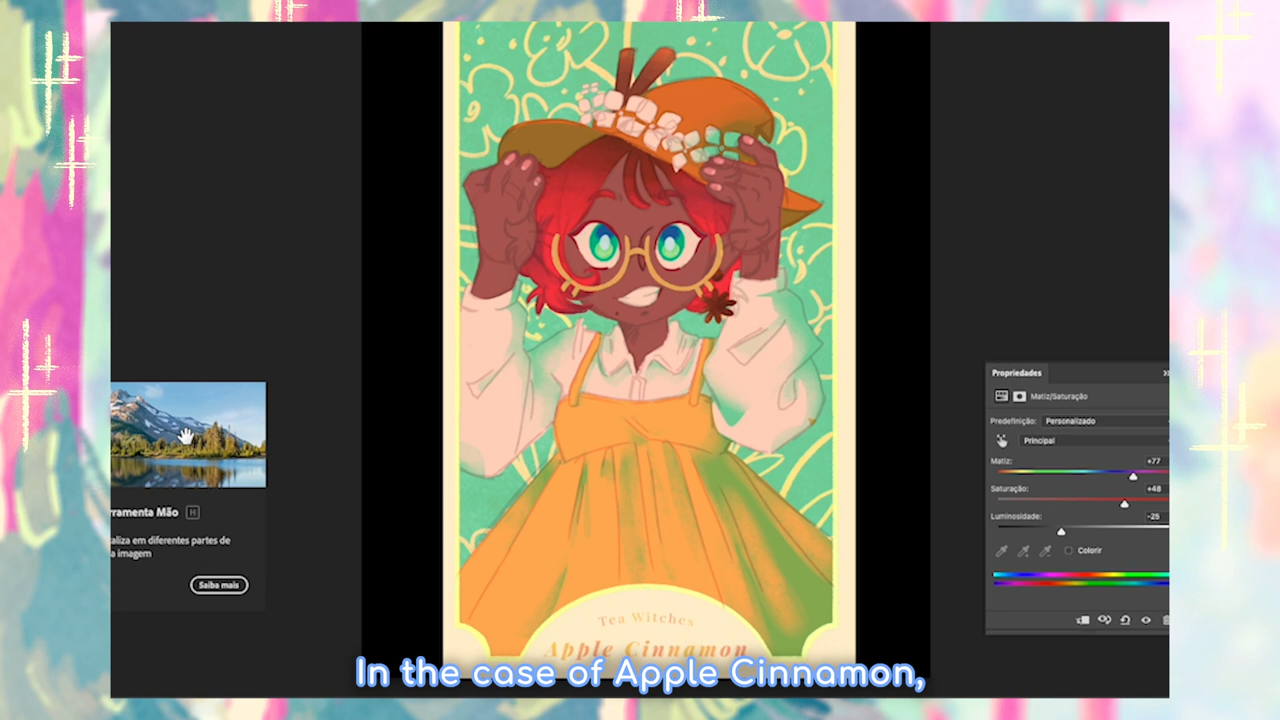 Propriedades
Matiz/Saturação
Predefinição: Personalizado
Principal
Matiz: +77
Saturação: +48
Luminosidade: -25
Colorir
rramenta Mão H
aliza em diferentes partes de
a imagem
Saiba mais
Tea Witches
Apple Cinnamon
In the case of Apple Cinnamon,